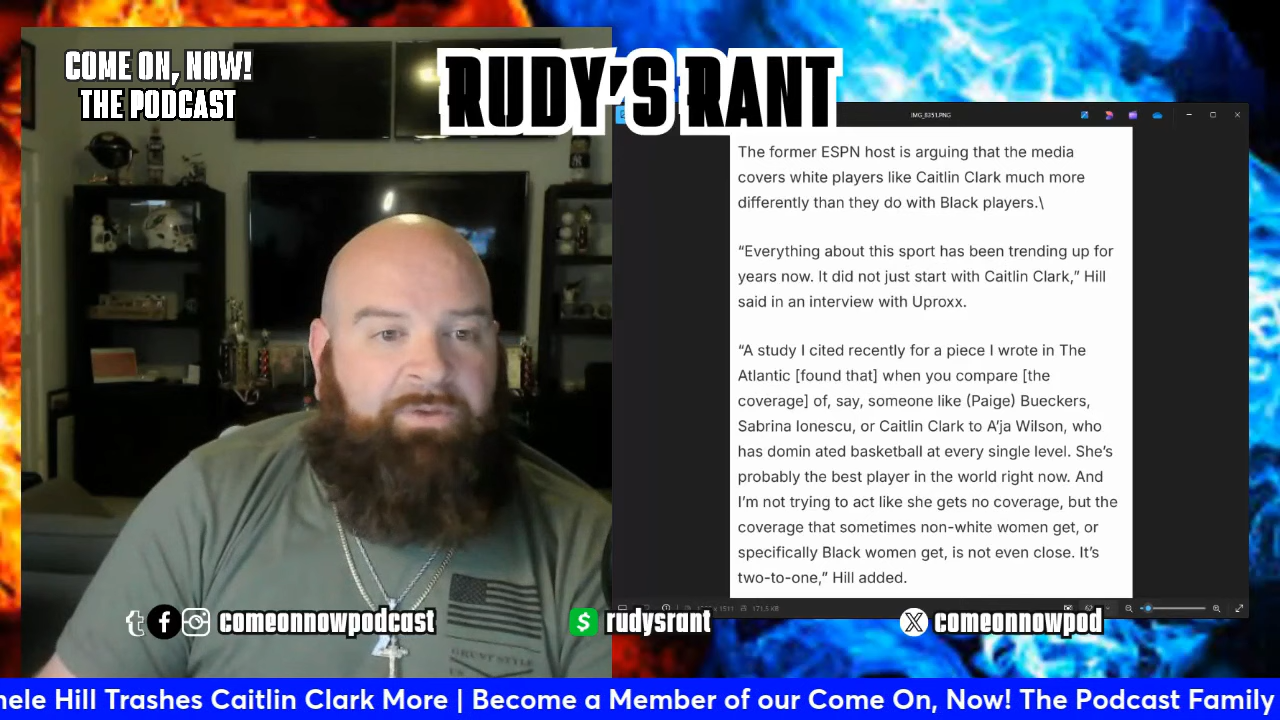 COME ON, NOW!
THE PODCAST
RUDY'S RANT
IMG_8351.PNG
The former ESPN host is arguing that the media
covers white players like Caitlin Clark much more
differently than they do with Black players.\
“Everything about this sport has been trending up for
years now. It did not just start with Caitlin Clark,” Hill
said in an interview with Uproxx.
“A study I cited recently for a piece I wrote in The
Atlantic [found that] when you compare [the
coverage] of, say, someone like (Paige) Bueckers,
Sabrina Ionescu, or Caitlin Clark to A’ja Wilson, who
has domin ated basketball at every single level. She’s
probably the best player in the world right now. And
I’m not trying to act like she gets no coverage, but the
coverage that sometimes non-white women get, or
specifically Black women get, is not even close. It’s
two-to-one,” Hill added.
171.5 KB
GRUNT STYLE
comeonnowpodcast
$ rudysrant
comeonnowpod
nele Hill Trashes Caitlin Clark More | Become a Member of our Come On, Now! The Podcast Family